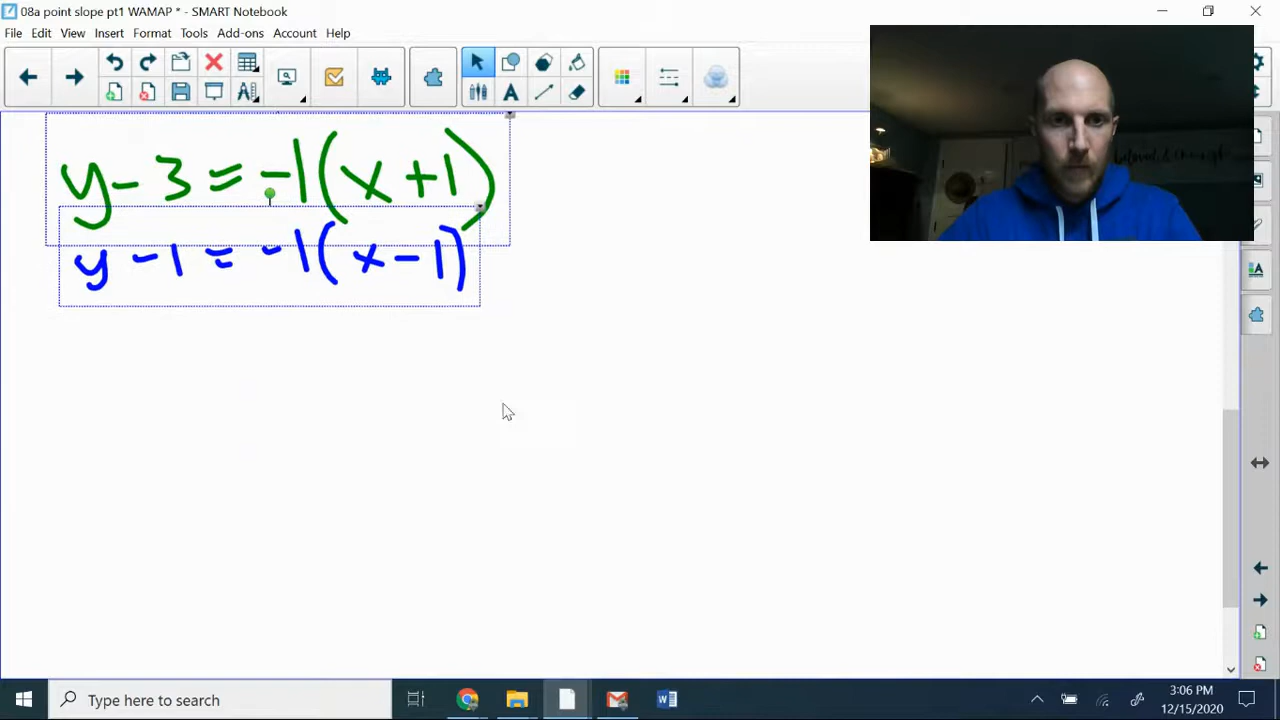 08a point slope pt1 WAMAP * - SMART Notebook
File Edit View Insert Format Tools Add-ons Account Help
y - 3 = -1(x + 1)
y - 1 = -1(x - 1)
Type here to search
3:06 PM
12/15/2020